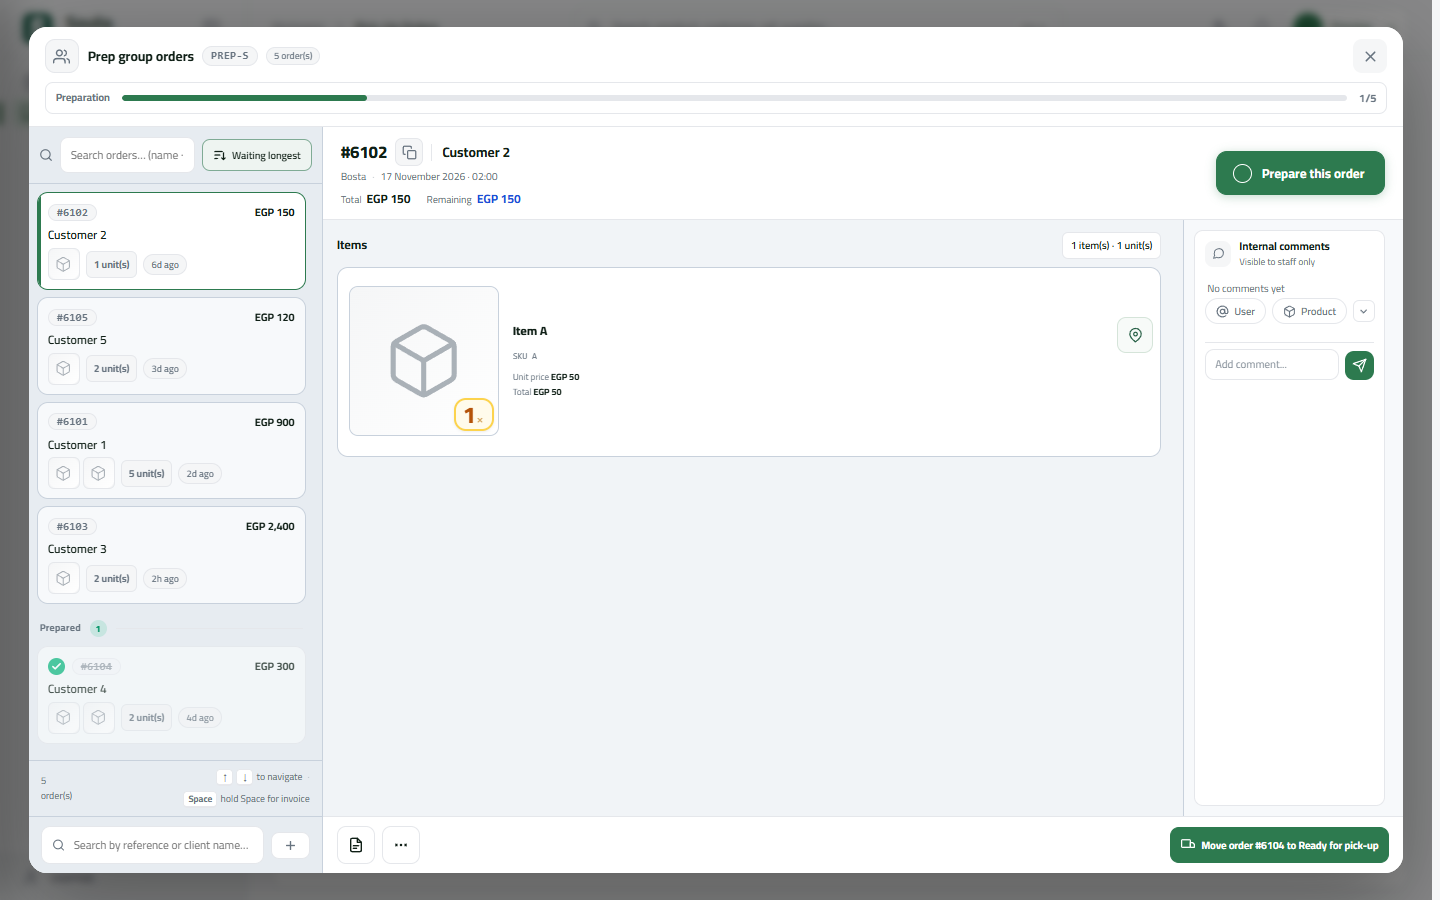 Prep group orders PREP-S 5 order(s)
Preparation 1/5
Search orders... (name · Waiting longest
#6102 EGP 150
Customer 2
1 unit(s) 6d ago
#6105 EGP 120
Customer 5
2 unit(s) 3d ago
#6101 EGP 900
Customer 1
5 unit(s) 2d ago
#6103 EGP 2,400
Customer 3
2 unit(s) 2h ago
Prepared 1
#6104 EGP 300
Customer 4
2 unit(s) 4d ago
5 order(s)
↑ ↓ to navigate ·
Space hold Space for invoice
Search by reference or client name... +
#6102 Customer 2
Bosta · 17 November 2026 · 02:00
Total EGP 150 Remaining EGP 150
Prepare this order
Items 1 item(s) · 1 unit(s)
1×
Item A
SKU A
Unit price EGP 50
Total EGP 50
Internal comments
Visible to staff only
No comments yet
User Product
Add comment...
Move order #6104 to Ready for pick-up